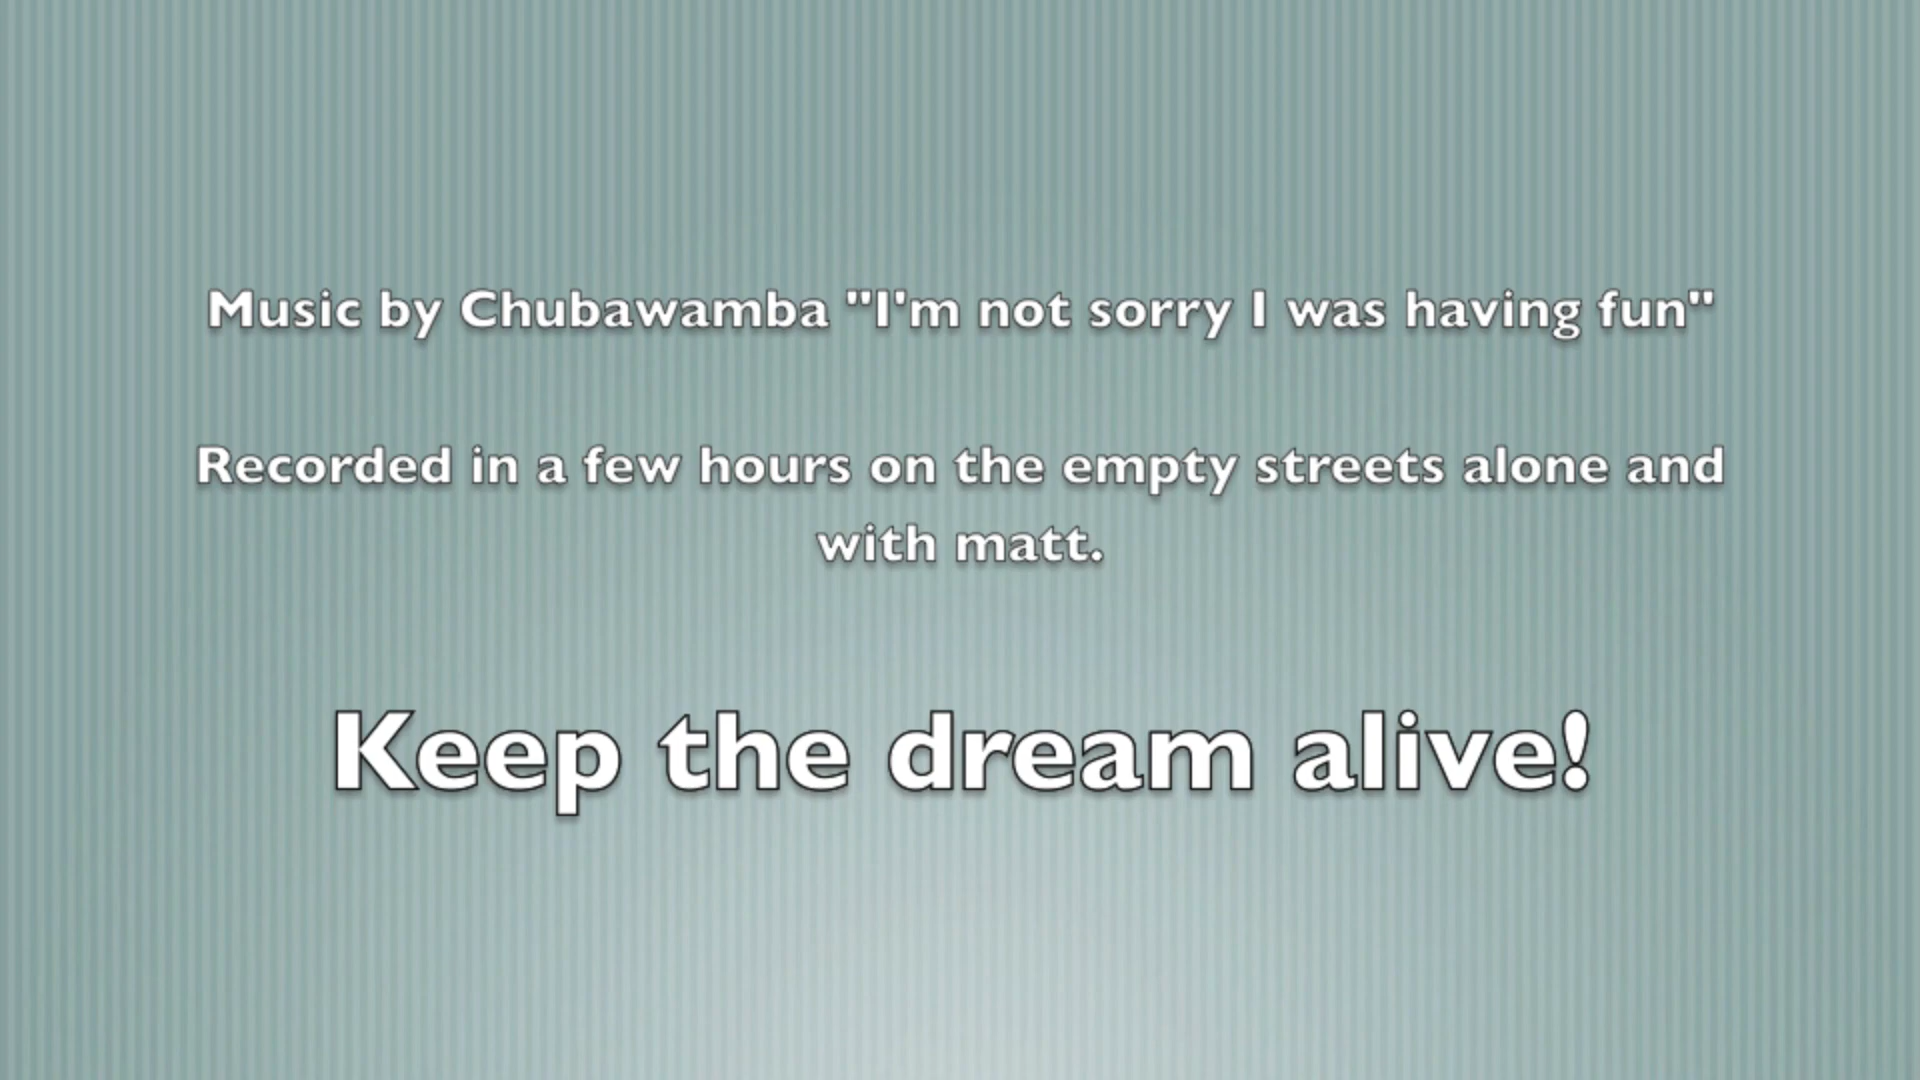 Music by Chubawamba "I'm not sorry I was having fun"
Recorded in a few hours on the empty streets alone and
with matt.
Keep the dream alive!